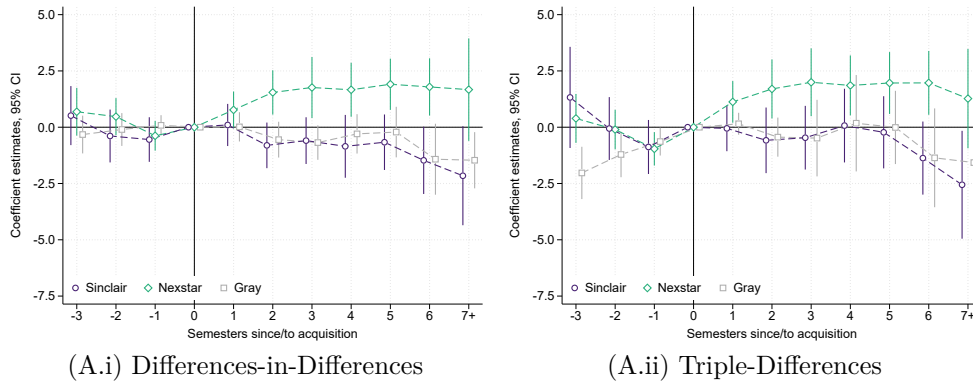 5.0
2.5
0.0
-2.5
-5.0
-7.5
Coefficient estimates, 95% CI
Sinclair Nexstar Gray
-3 -2 -1 0 1 2 3 4 5 6 7+
Semesters since/to acquisition
(A.i) Differences-in-Differences
5.0
2.5
0.0
-2.5
-5.0
-7.5
Coefficient estimates, 95% CI
Sinclair Nexstar Gray
-3 -2 -1 0 1 2 3 4 5 6 7+
Semesters since/to acquisition
(A.ii) Triple-Differences